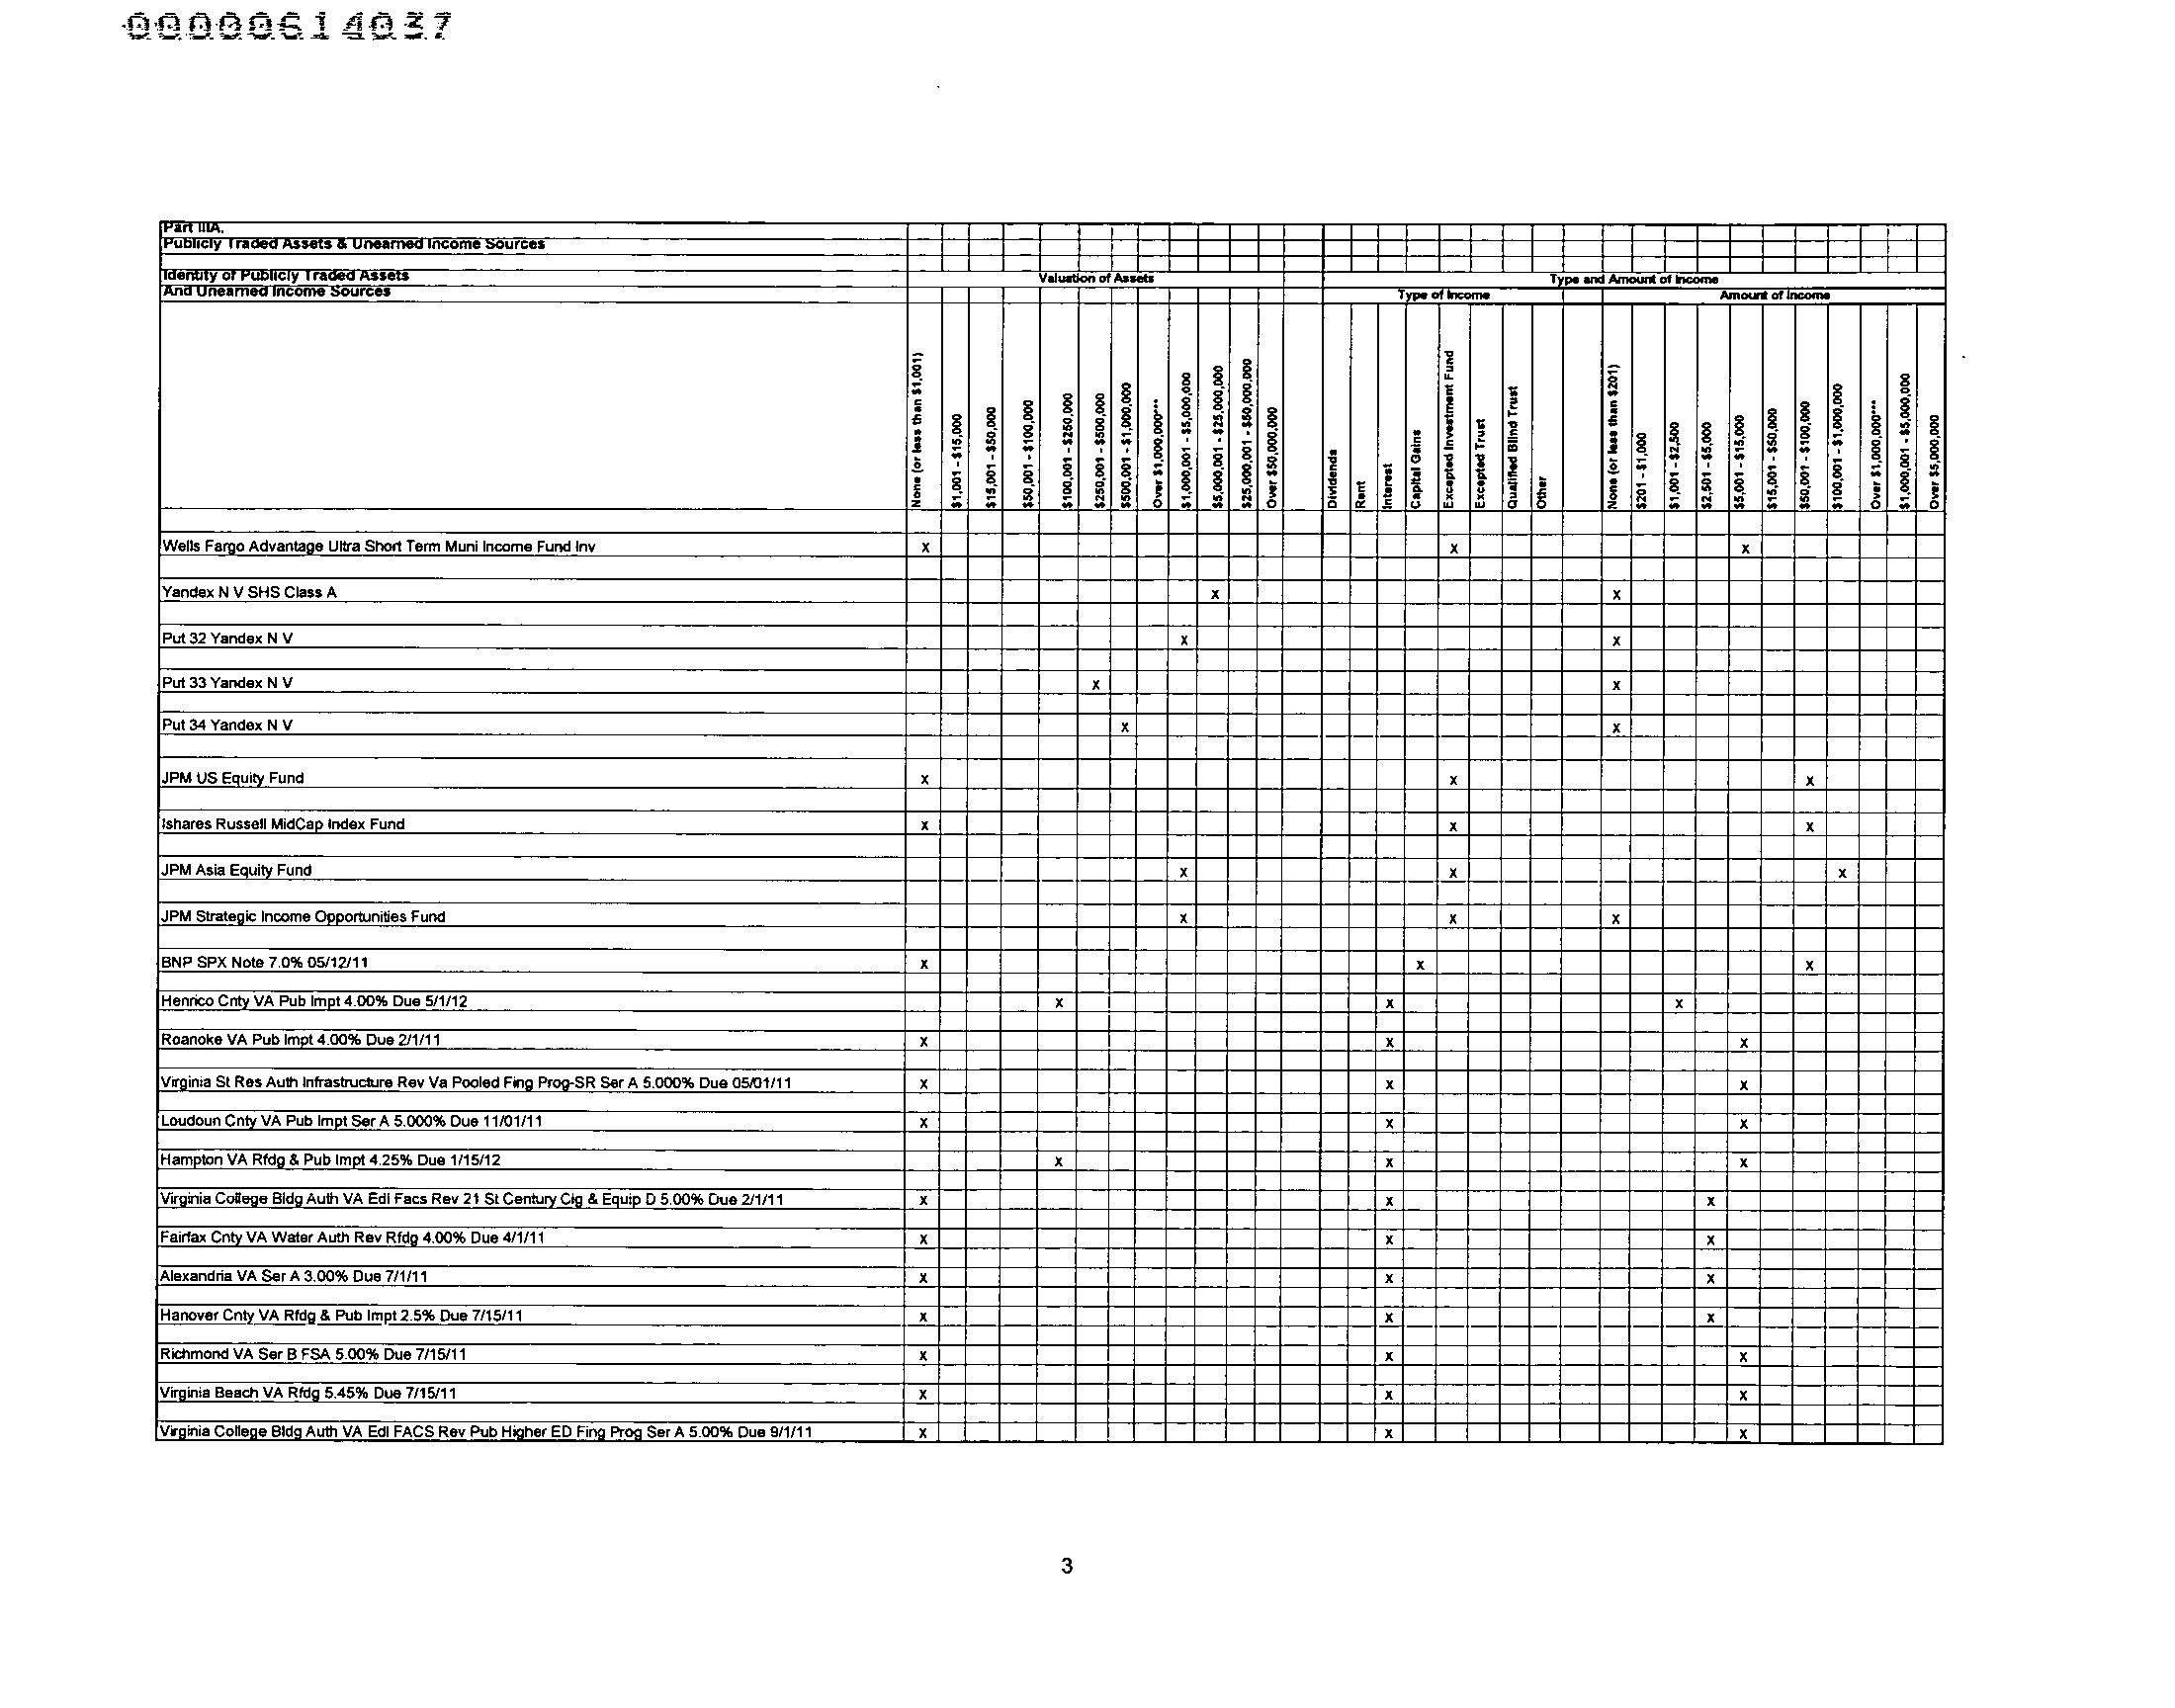 00000614037
Part IIIA.
Publicly Traded Assets & Unearned Income Sources
Identity of Publicly Traded Assets
Valuation of Assets
Type and Amount of Income
And Unearned Income Sources
Type of Income
Amount of Income
None (or less than $1,001)
$1,001 - $15,000
$15,001 - $50,000
$50,001 - $100,000
$100,001 - $250,000
$250,001 - $500,000
$500,001 - $1,000,000
Over $1,000,000***
$1,000,001 - $5,000,000
$5,000,001 - $25,000,000
$25,000,001 - $50,000,000
Over $50,000,000
Dividends
Rent
Interest
Capital Gains
Excepted Investment Fund
Excepted Trust
Qualified Blind Trust
Other
None (or less than $201)
$201 - $1,000
$1,001 - $2,500
$2,501 - $5,000
$5,001 - $15,000
$15,001 - $50,000
$50,001 - $100,000
$100,001 - $1,000,000
Over $1,000,000***
$1,000,001 - $5,000,000
Over $5,000,000
Wells Fargo Advantage Ultra Short Term Muni Income Fund Inv x x x
Yandex N V SHS Class A x x
Put 32 Yandex N V x x
Put 33 Yandex N V x x
Put 34 Yandex N V x x
JPM US Equity Fund x x x
Ishares Russell MidCap Index Fund x x x
JPM Asia Equity Fund x x x
JPM Strategic Income Opportunities Fund x x x
BNP SPX Note 7.0% 05/12/11 x x x
Henrico Cnty VA Pub Impt 4.00% Due 5/1/12 x x x
Roanoke VA Pub Impt 4.00% Due 2/1/11 x x x
Virginia St Res Auth Infrastructure Rev Va Pooled Fing Prog-SR Ser A 5.000% Due 05/01/11 x x x
Loudoun Cnty VA Pub Impt Ser A 5.000% Due 11/01/11 x x x
Hampton VA Rfdg & Pub Impt 4.25% Due 1/15/12 x x x
Virginia College Bldg Auth VA Edl Facs Rev 21 St Century Clg & Equip D 5.00% Due 2/1/11 x x x
Fairfax Cnty VA Water Auth Rev Rfdg 4.00% Due 4/1/11 x x x
Alexandria VA Ser A 3.00% Due 7/1/11 x x x
Hanover Cnty VA Rfdg & Pub Impt 2.5% Due 7/15/11 x x x
Richmond VA Ser B FSA 5.00% Due 7/15/11 x x x
Virginia Beach VA Rfdg 5.45% Due 7/15/11 x x x
Virginia College Bldg Auth VA Edl FACS Rev Pub Higher ED Fing Prog Ser A 5.00% Due 9/1/11 x x x
3